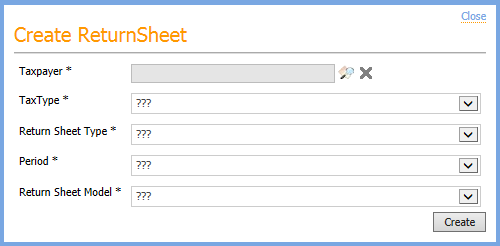 Close
Create ReturnSheet
Taxpayer *
TaxType * ???
Return Sheet Type * ???
Period * ???
Return Sheet Model * ???
Create